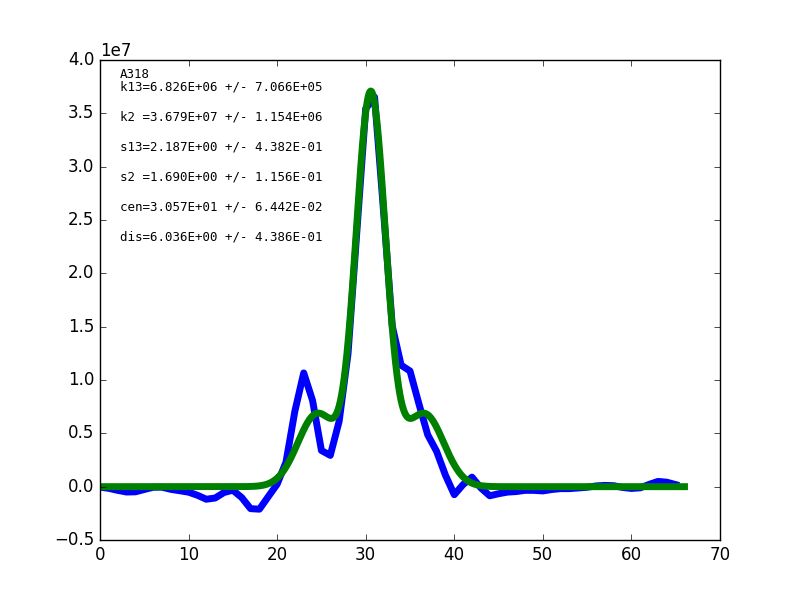 1e7
4.0
3.5
3.0
2.5
2.0
1.5
1.0
0.5
0.0
−0.5
A318
k13=6.826E+06 +/- 7.066E+05
k2 =3.679E+07 +/- 1.154E+06
s13=2.187E+00 +/- 4.382E-01
s2 =1.690E+00 +/- 1.156E-01
cen=3.057E+01 +/- 6.442E-02
dis=6.036E+00 +/- 4.386E-01
0 10 20 30 40 50 60 70